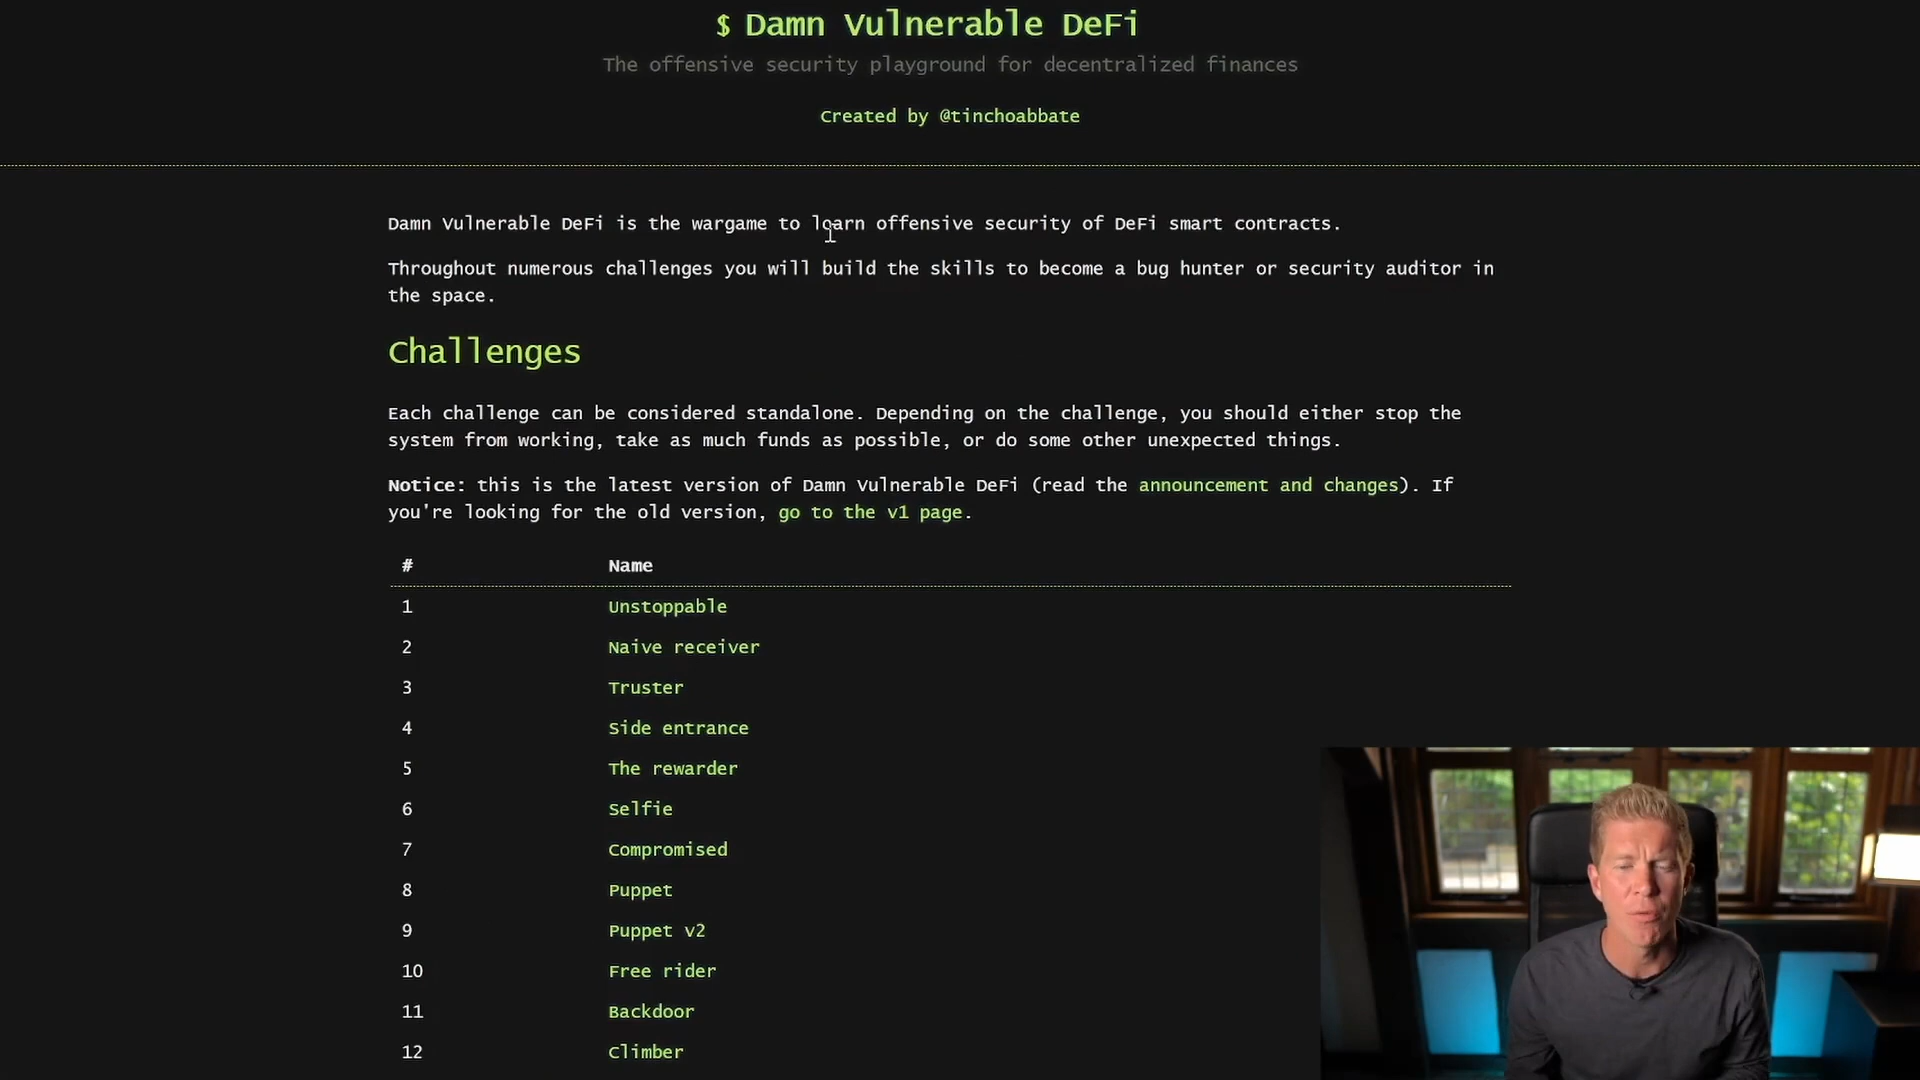 $ Damn Vulnerable DeFi
The offensive security playground for decentralized finances
Created by @tinchoabbate
Damn Vulnerable DeFi is the wargame to learn offensive security of DeFi smart contracts.
Throughout numerous challenges you will build the skills to become a bug hunter or security auditor in
the space.
Challenges
Each challenge can be considered standalone. Depending on the challenge, you should either stop the
system from working, take as much funds as possible, or do some other unexpected things.
Notice: this is the latest version of Damn Vulnerable DeFi (read the announcement and changes). If
you're looking for the old version, go to the v1 page.
# Name
1 Unstoppable
2 Naive receiver
3 Truster
4 Side entrance
5 The rewarder
6 Selfie
7 Compromised
8 Puppet
9 Puppet v2
10 Free rider
11 Backdoor
12 Climber